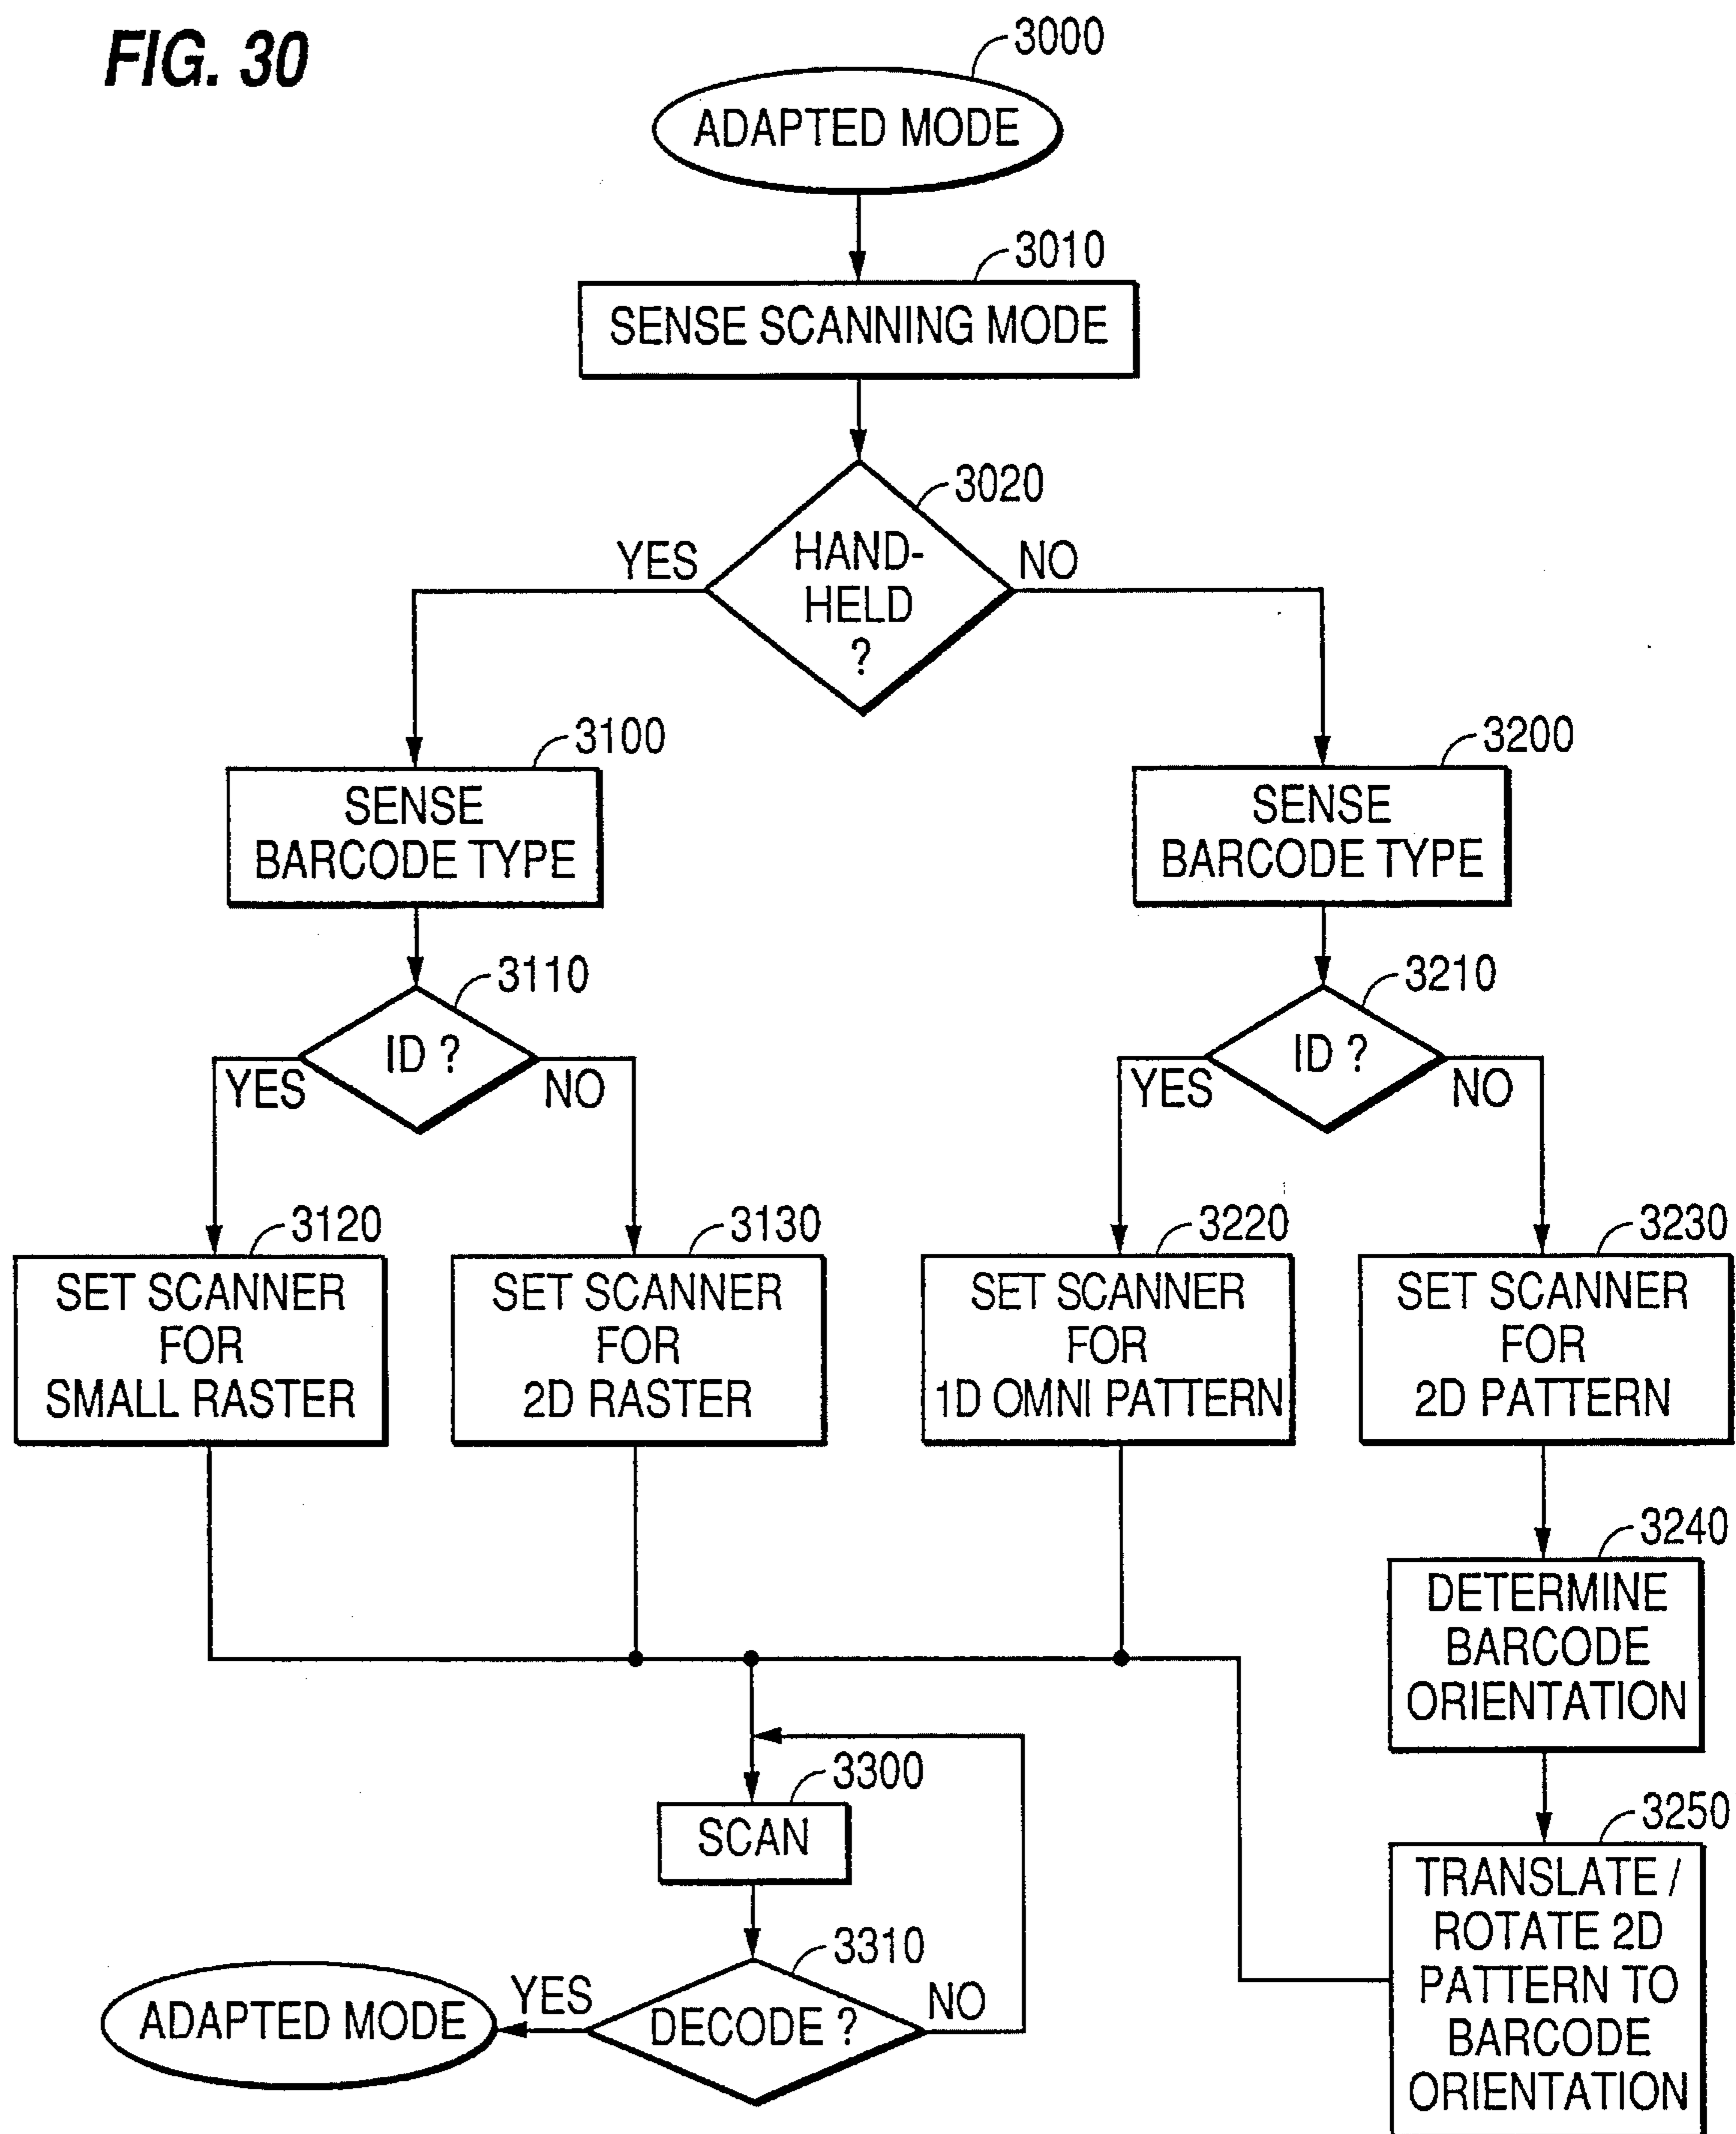 FIG. 30
3000
ADAPTED MODE
3010
SENSE SCANNING MODE
3020
HAND-
HELD
?
YES
NO
3100
SENSE
BARCODE TYPE
3200
SENSE
BARCODE TYPE
3110
ID ?
YES
NO
3210
ID ?
YES
NO
3120
SET SCANNER
FOR
SMALL RASTER
3130
SET SCANNER
FOR
2D RASTER
3220
SET SCANNER
FOR
1D OMNI PATTERN
3230
SET SCANNER
FOR
2D PATTERN
3240
DETERMINE
BARCODE
ORIENTATION
3250
TRANSLATE /
ROTATE 2D
PATTERN TO
BARCODE
ORIENTATION
3300
SCAN
3310
DECODE ?
YES
NO
ADAPTED MODE